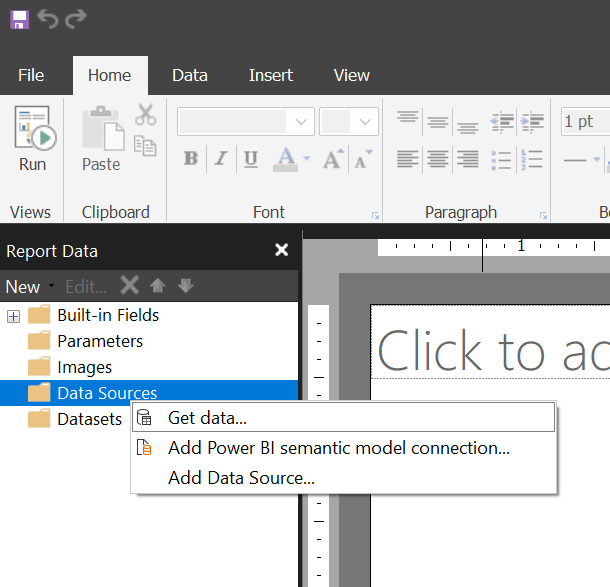 File Home Data Insert View
1 pt
B I U A A A
Run Paste
Views Clipboard Font Paragraph
Report Data
1
New Edit...
Built-in Fields
Parameters
Click to
Images
Data Sources
Datasets
Get data...
Add Power BI semantic model connection...
Add Data Source...